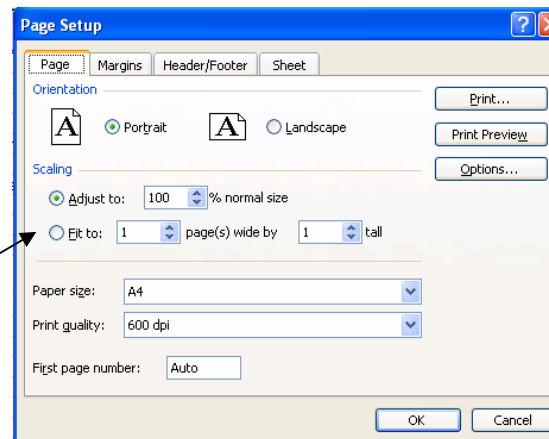 Page Setup ?
Page Margins Header/Footer Sheet
Orientation
A Portrait A Landscape
Print...
Print Preview
Scaling
Options...
Adjust to: 100 % normal size
Fit to: 1 page(s) wide by 1 tall
Paper size: A4
Print quality: 600 dpi
First page number: Auto
OK Cancel